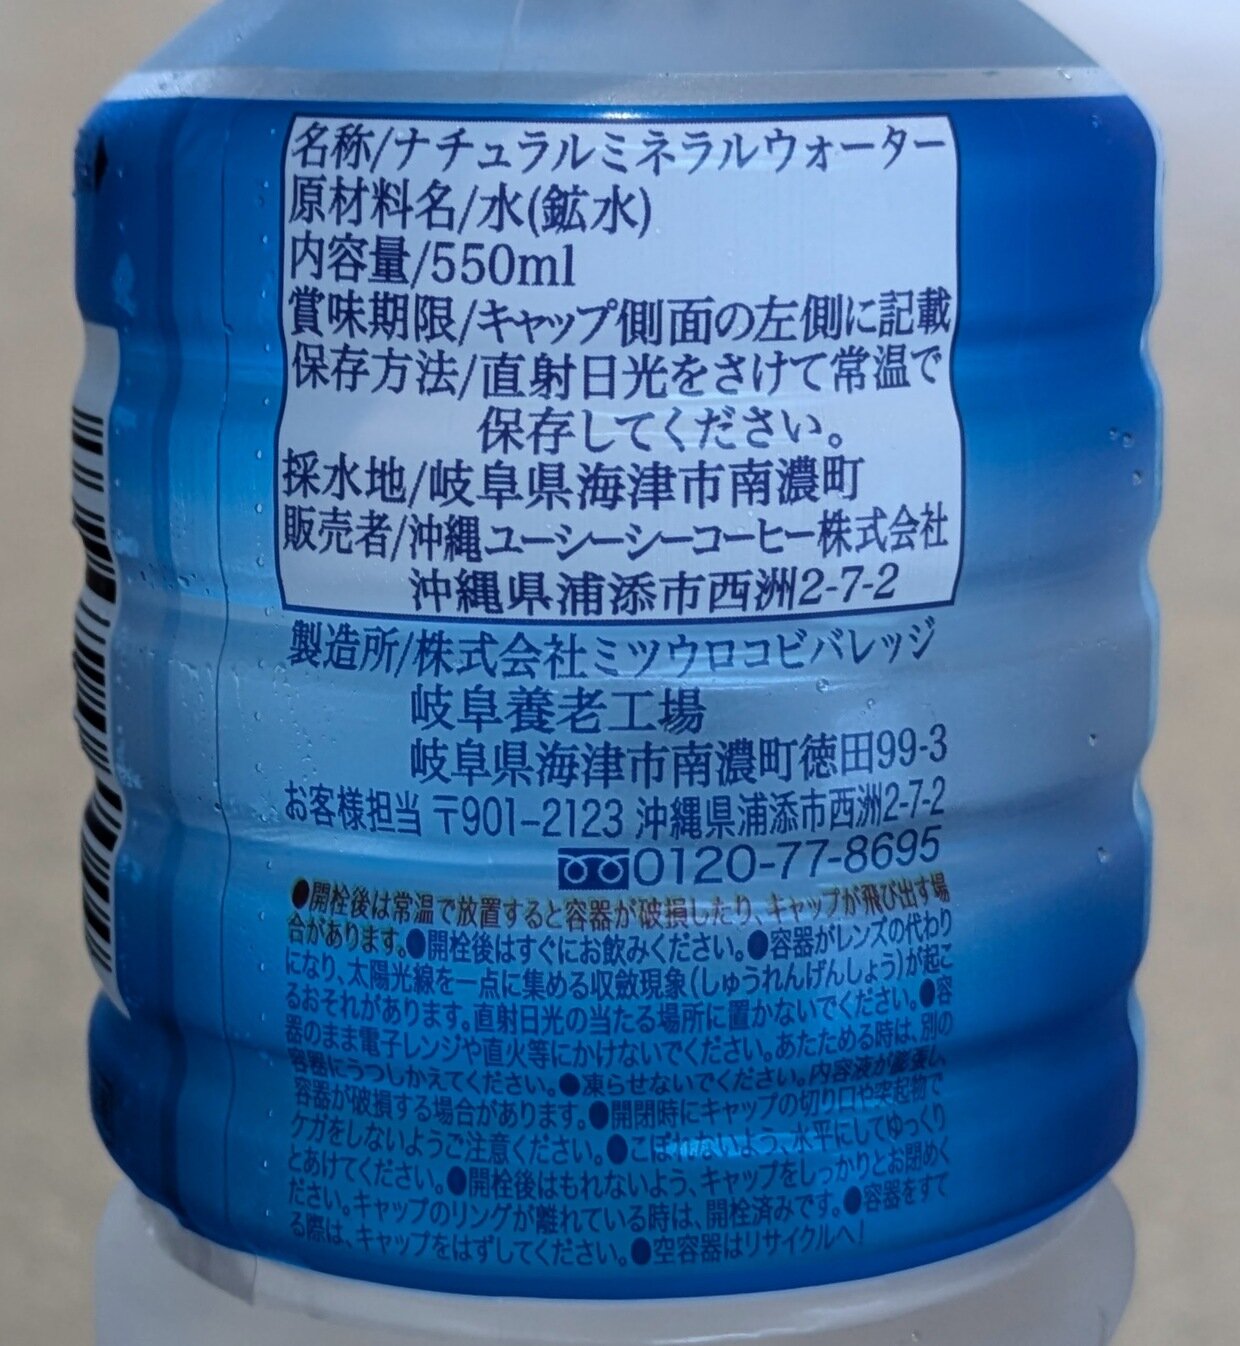 名称/ナチュラルミネラルウォーター
原材料名/水(鉱水)
内容量/550ml
賞味期限/キャップ側面の左側に記載
保存方法/直射日光をさけて常温で
保存してください。
採水地/岐阜県海津市南濃町
販売者/沖縄ユーシーシーコーヒー株式会社
沖縄県浦添市西洲2-7-2
製造所/株式会社ミツウロコビバレッジ
岐阜養老工場
岐阜県海津市南濃町徳田99-3
お客様担当 〒901-2123 沖縄県浦添市西洲2-7-2
0120-77-8695
●開栓後は常温で放置すると容器が破損したり、キャップが飛び出す場
合があります。●開栓後はすぐにお飲みください。●容器がレンズの代わり
になり、太陽光線を一点に集める収斂現象(しゅうれんげんしょう)が起こ
るおそれがあります。直射日光の当たる場所に置かないでください。●容
器のまま電子レンジや直火等にかけないでください。あたためる時は、別の
容器にうつしかえてください。●凍らせないでください。内容液が膨張し、
容器が破損する場合があります。●開閉時にキャップの切り口や突起物で
ケガをしないようご注意ください。●こぼれないよう、水平にしてゆっくり
とあけてください。●開栓後はもれないよう、キャップをしっかりとお閉めく
ださい。キャップのリングが離れている時は、開栓済みです。●容器をすて
る際は、キャップをはずしてください。●空容器はリサイクルへ!